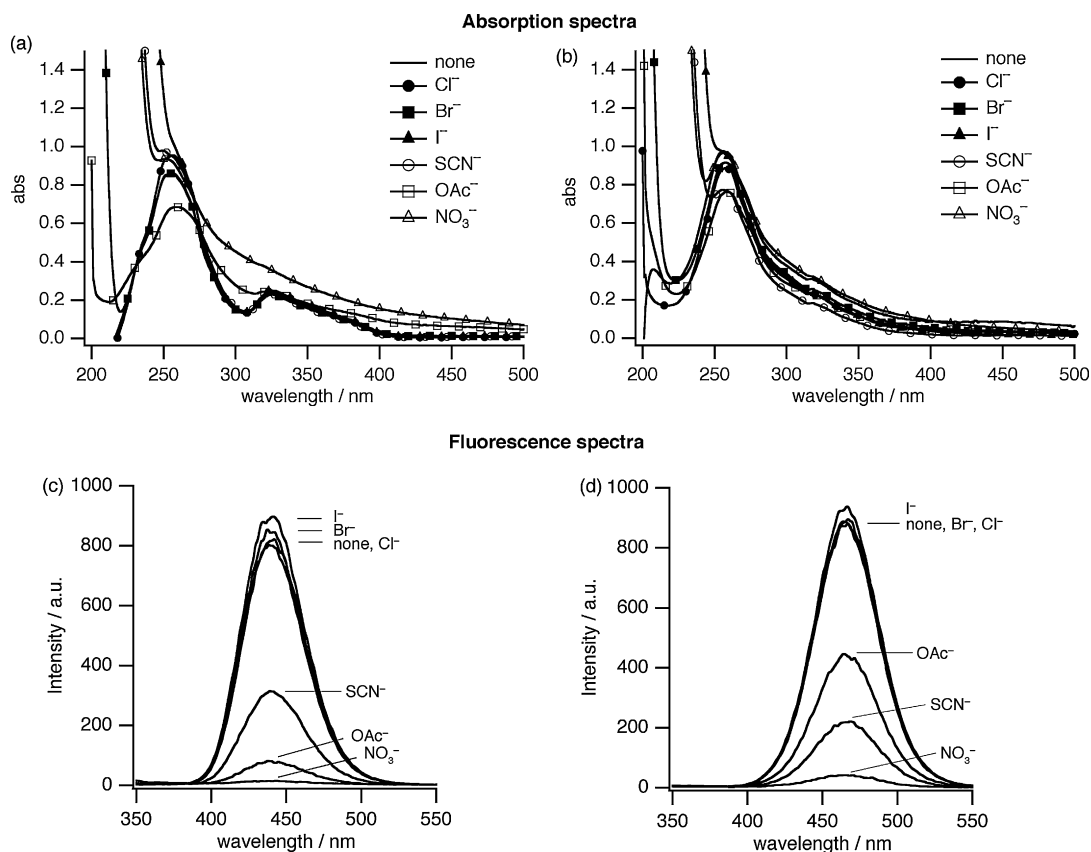 Absorption spectra
(a)
1.4
1.2
1.0
0.8
0.6
0.4
0.2
0.0
abs
200 250 300 350 400 450 500
wavelength / nm
none
Cl⁻
Br⁻
I⁻
SCN⁻
OAc⁻
NO₃⁻
(b)
1.4
1.2
1.0
0.8
0.6
0.4
0.2
0.0
abs
200 250 300 350 400 450 500
wavelength / nm
none
Cl⁻
Br⁻
I⁻
SCN⁻
OAc⁻
NO₃⁻
Fluorescence spectra
(c)
1000
800
600
400
200
0
Intensity / a.u.
350 400 450 500 550
wavelength / nm
I⁻
Br⁻
none, Cl⁻
SCN⁻
OAc⁻
NO₃⁻
(d)
1000
800
600
400
200
0
Intensity / a.u.
350 400 450 500 550
wavelength / nm
I⁻
none, Br⁻, Cl⁻
OAc⁻
SCN⁻
NO₃⁻